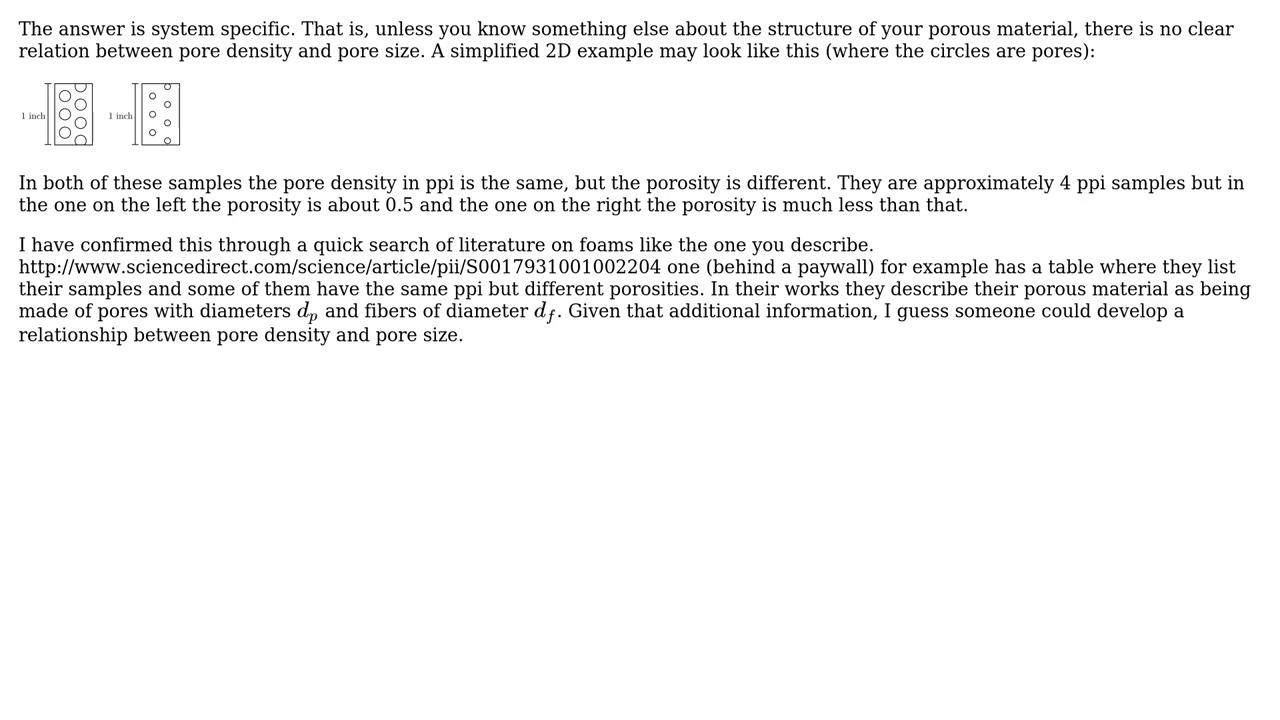 The answer is system specific. That is, unless you know something else about the structure of your porous material, there is no clear
relation between pore density and pore size. A simplified 2D example may look like this (where the circles are pores):
1 inch 1 inch
In both of these samples the pore density in ppi is the same, but the porosity is different. They are approximately 4 ppi samples but in
the one on the left the porosity is about 0.5 and the one on the right the porosity is much less than that.
I have confirmed this through a quick search of literature on foams like the one you describe.
http://www.sciencedirect.com/science/article/pii/S0017931001002204 one (behind a paywall) for example has a table where they list
their samples and some of them have the same ppi but different porosities. In their works they describe their porous material as being
made of pores with diameters d_p and fibers of diameter d_f. Given that additional information, I guess someone could develop a
relationship between pore density and pore size.